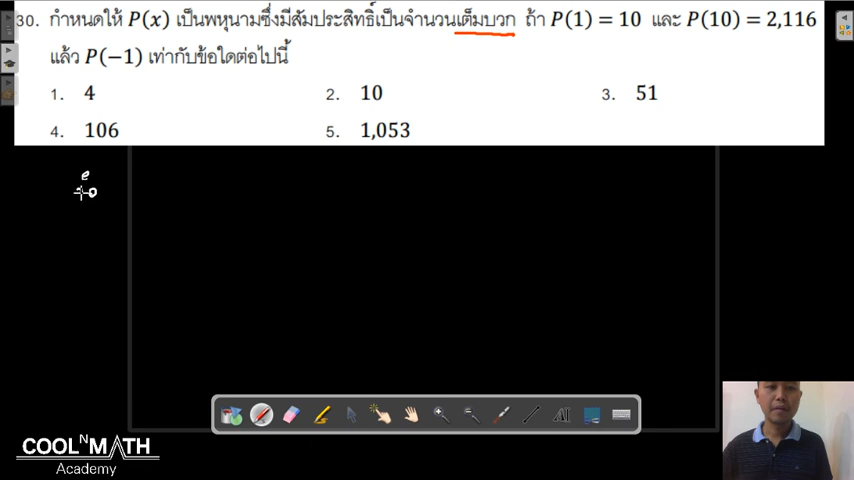 30. กำหนดให้ P(x) เป็นพหุนามซึ่งมีสัมประสิทธิ์เป็นจำนวนเต็มบวก ถ้า P(1) = 10 และ P(10) = 2,116
แล้ว P(−1) เท่ากับข้อใดต่อไปนี้
1. 4 2. 10 3. 51
4. 106 5. 1,053
COOL N MATH
Academy